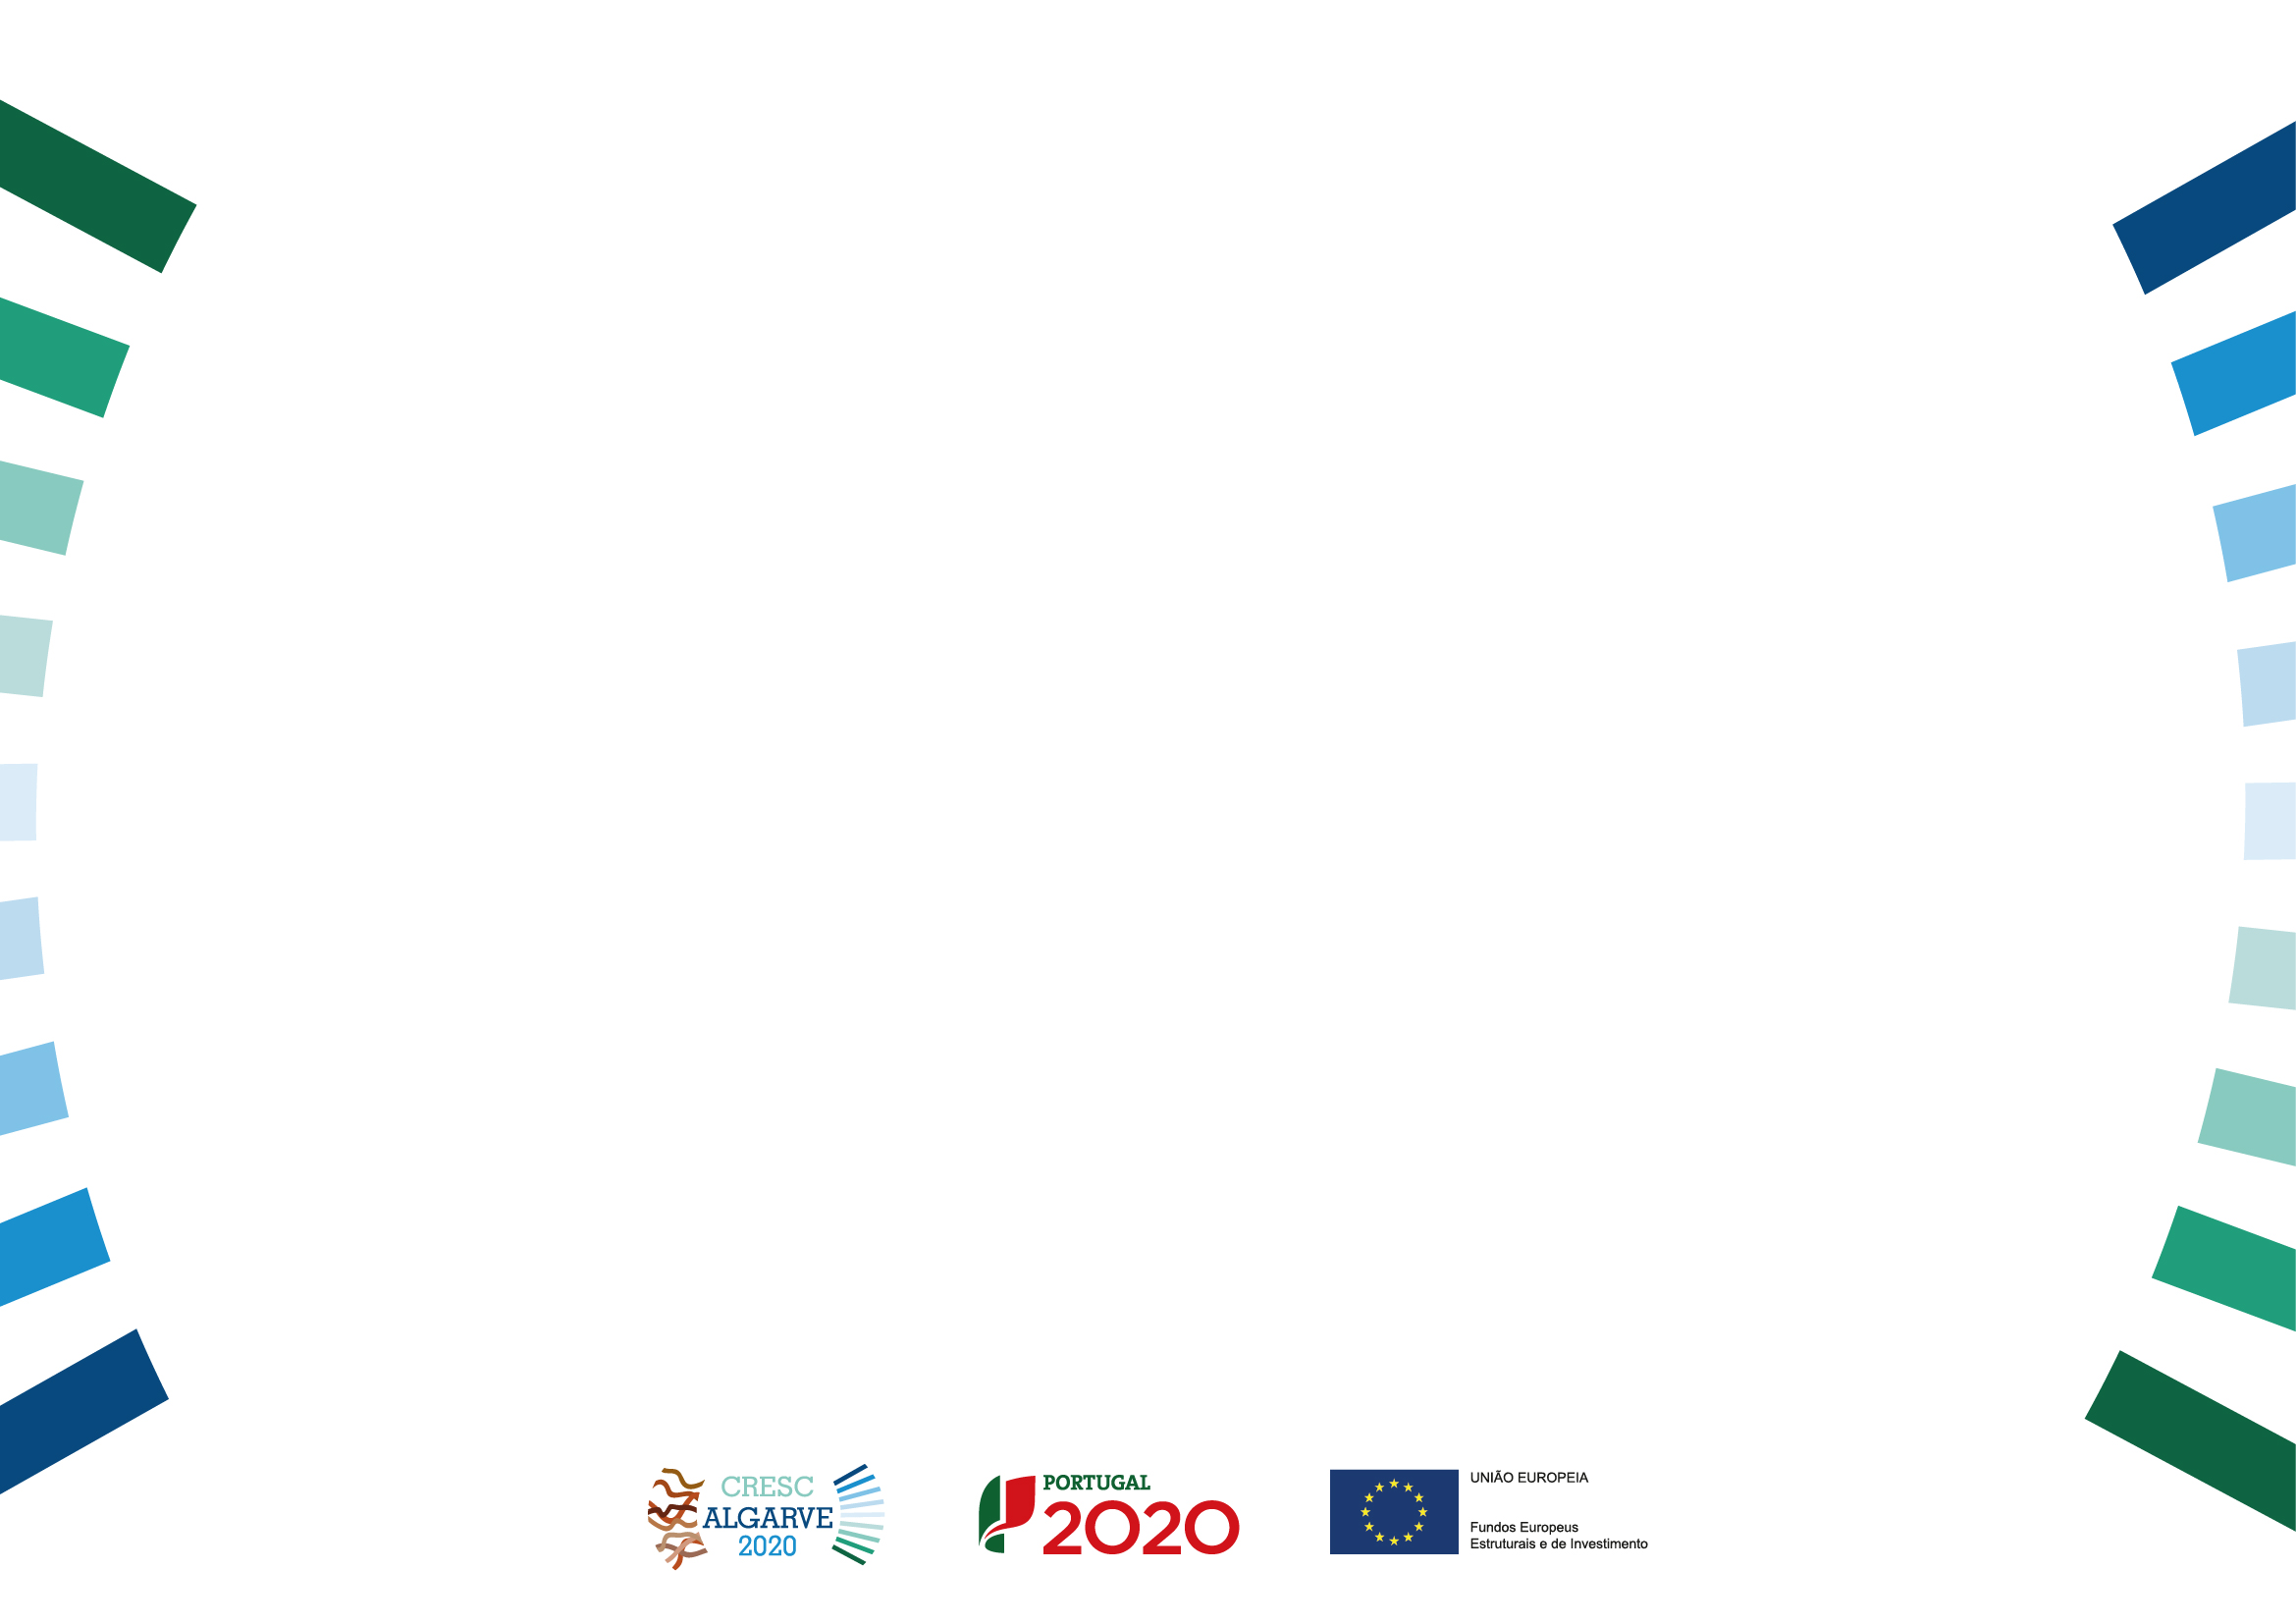 CRESC
ALGARVE
2020
PORTUGAL
2020
UNIÃO EUROPEIA
Fundos Europeus
Estruturais e de Investimento